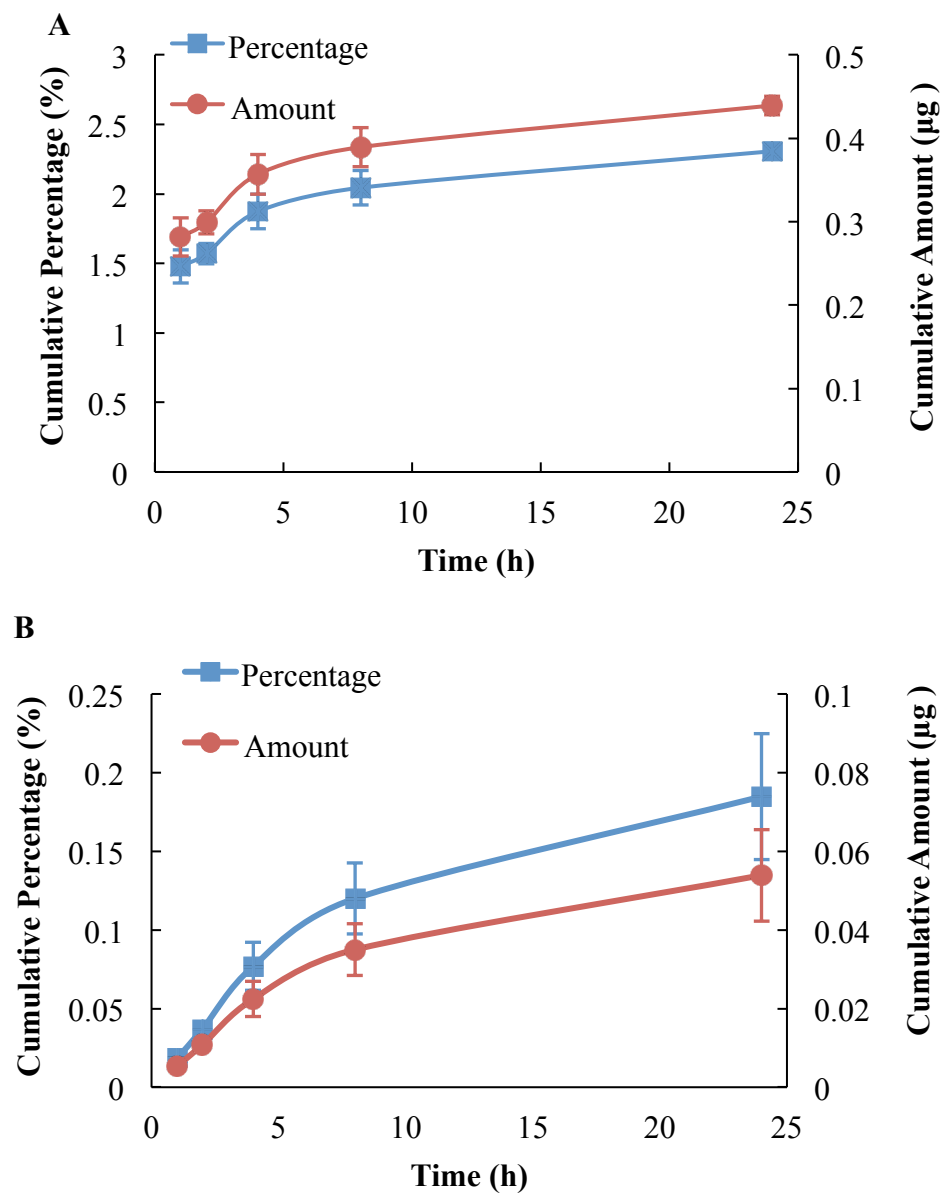 A
Percentage
Amount
Cumulative Percentage (%)
3
2.5
2
1.5
1
0.5
0
Cumulative Amount (µg )
0.5
0.4
0.3
0.2
0.1
0
0 5 10 15 20 25
Time (h)
B
Percentage
Amount
Cumulative Percentage (%)
0.25
0.2
0.15
0.1
0.05
0
Cumulative Amount (µg)
0.1
0.08
0.06
0.04
0.02
0
0 5 10 15 20 25
Time (h)